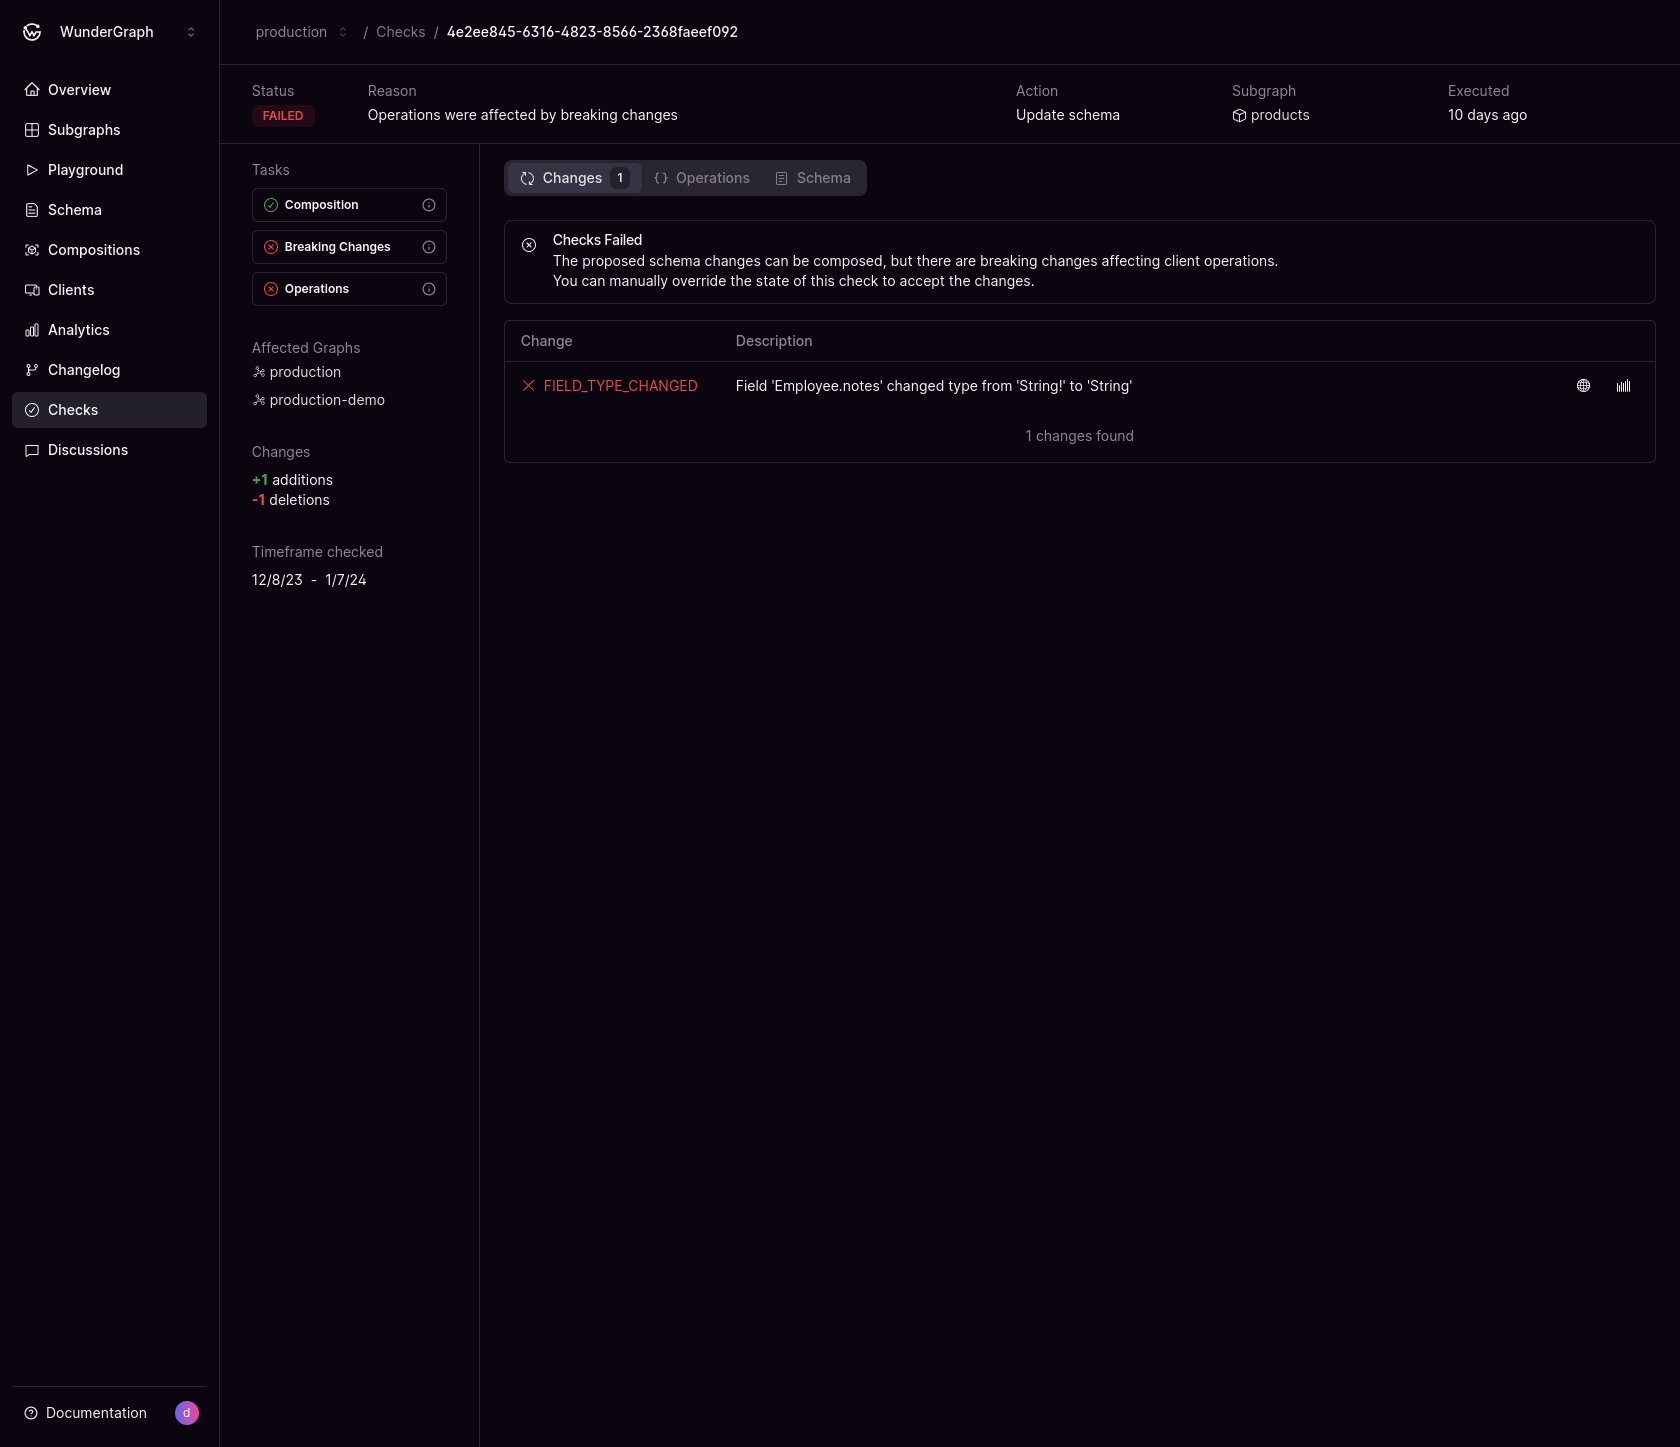 WunderGraph
Overview
Subgraphs
Playground
Schema
Compositions
Clients
Analytics
Changelog
Checks
Discussions
Documentation
d
production / Checks / 4e2ee845-6316-4823-8566-2368faeef092
Status
FAILED
Reason
Operations were affected by breaking changes
Action
Update schema
Subgraph
products
Executed
10 days ago
Tasks
Composition
Breaking Changes
Operations
Affected Graphs
production
production-demo
Changes
+1 additions
-1 deletions
Timeframe checked
12/8/23 - 1/7/24
Changes 1
Operations
Schema
Checks Failed
The proposed schema changes can be composed, but there are breaking changes affecting client operations.
You can manually override the state of this check to accept the changes.
Change Description
FIELD_TYPE_CHANGED Field 'Employee.notes' changed type from 'String!' to 'String'
1 changes found